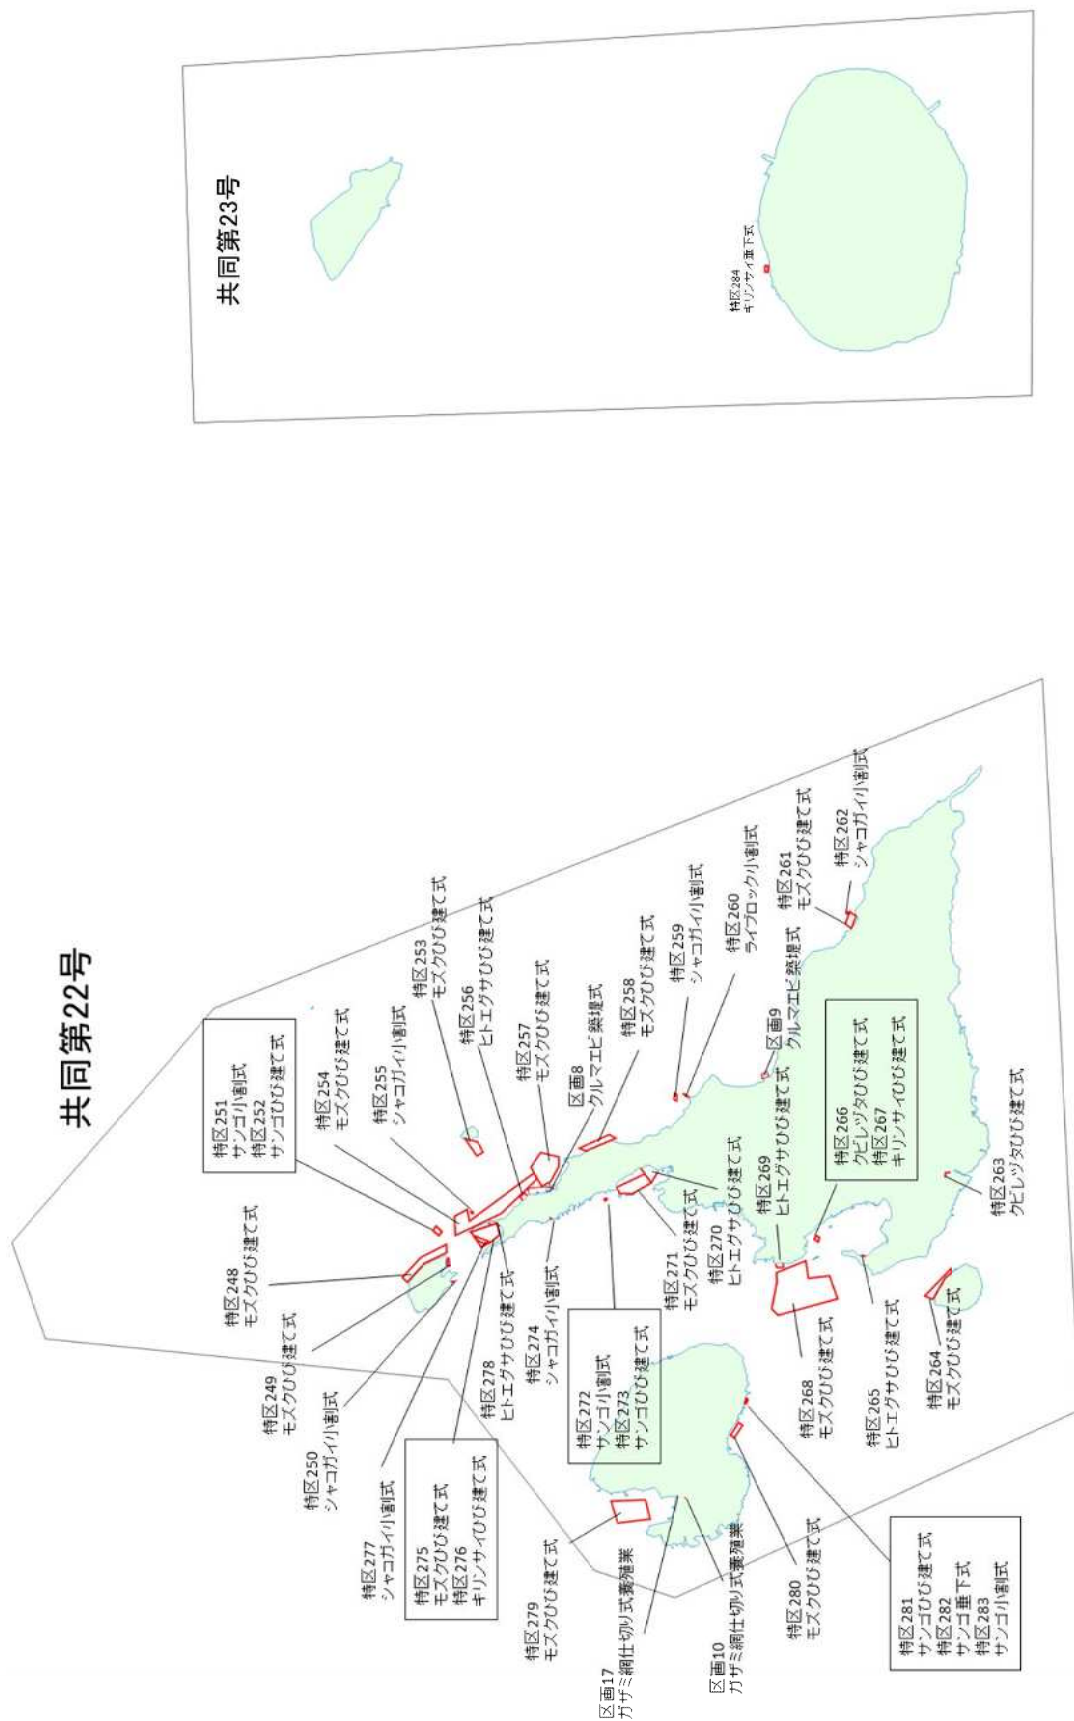 共同第22号
特区248
モズクひび建て式
特区249
モズクひび建て式
特区250
シャコガイ小割式
特区251
サンゴ小割式
特区252
サンゴひび建て式
特区254
モズクひび建て式
特区255
シャコガイ小割式
特区253
モズクひび建て式
特区256
ヒトエグサひび建て式
特区257
モズクひび建て式
区画8
クルマエビ築堤式
特区258
モズクひび建て式
特区259
シャコガイ小割式
特区260
ライブロック小割式
区画9
クルマエビ築堤式
特区261
モズクひび建て式
特区262
シャコガイ小割式
特区277
シャコガイ小割式
特区275
モズクひび建て式
特区276
キリンサイひび建て式
特区278
ヒトエグサひび建て式
特区274
シャコガイ小割式
特区272
サンゴ小割式
特区273
サンゴひび建て式
特区271
モズクひび建て式
特区270
ヒトエグサひび建て式
特区269
ヒトエグサひび建て式
特区266
クビレヅタひび建て式
特区267
キリンサイひび建て式
特区279
モズクひび建て式
区画17
ガザミ網仕切り式養殖業
区画10
ガザミ網仕切り式養殖業
特区280
モズクひび建て式
特区281
サンゴひび建て式
特区282
サンゴ垂下式
特区283
サンゴ小割式
特区268
モズクひび建て式
特区265
ヒトエグサひび建て式
特区264
モズクひび建て式
特区263
クビレヅタひび建て式
共同第23号
特区284
キリンサイ垂下式